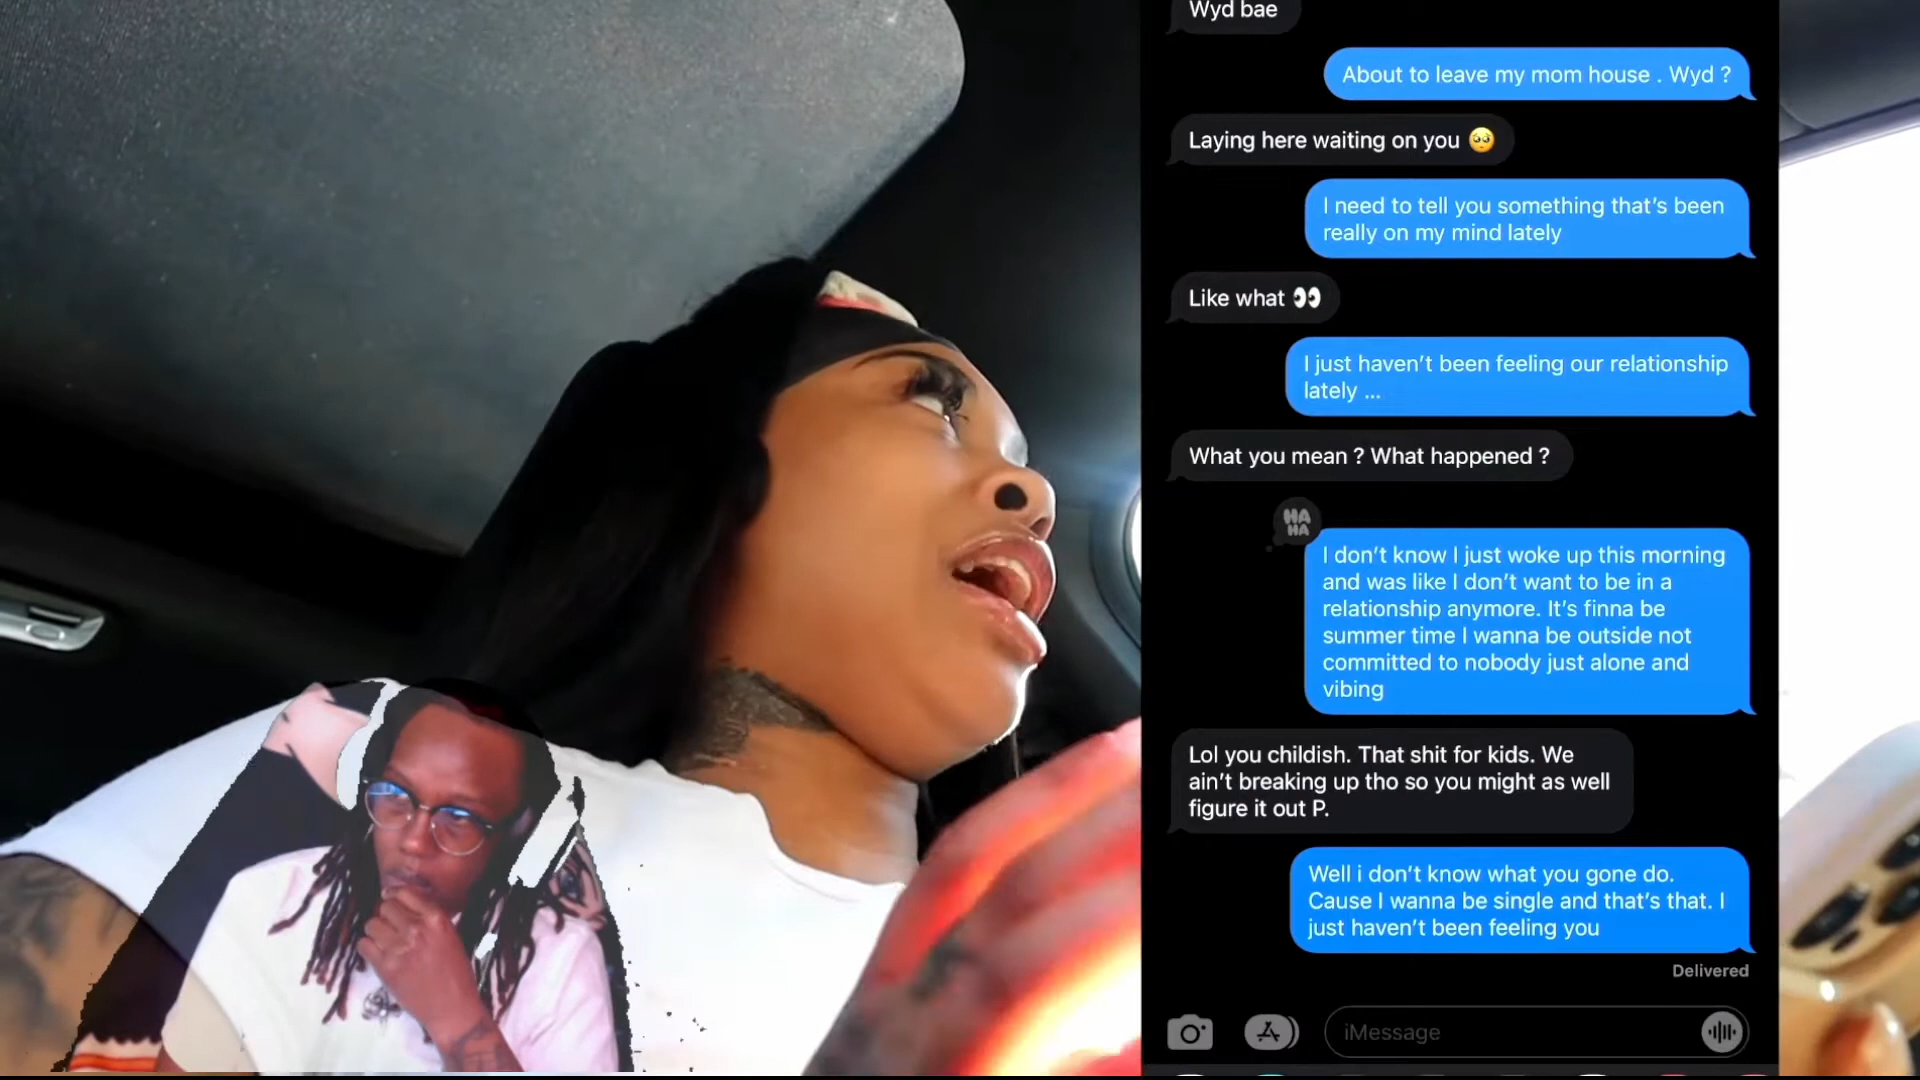 Wyd bae
About to leave my mom house . Wyd ?
Laying here waiting on you 🥺
I need to tell you something that's been
really on my mind lately
Like what 👀
I just haven't been feeling our relationship
lately ...
What you mean ? What happened ?
HA
HA
I don't know I just woke up this morning
and was like I don't want to be in a
relationship anymore. It's finna be
summer time I wanna be outside not
committed to nobody just alone and
vibing
Lol you childish. That shit for kids. We
ain't breaking up tho so you might as well
figure it out P.
Well i don't know what you gone do.
Cause I wanna be single and that's that. I
just haven't been feeling you
Delivered
iMessage